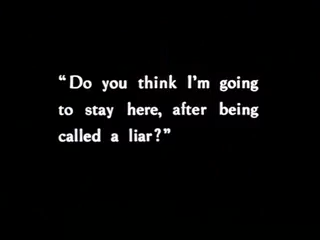 “Do you think I'm going
to stay here, after being
called a liar?”